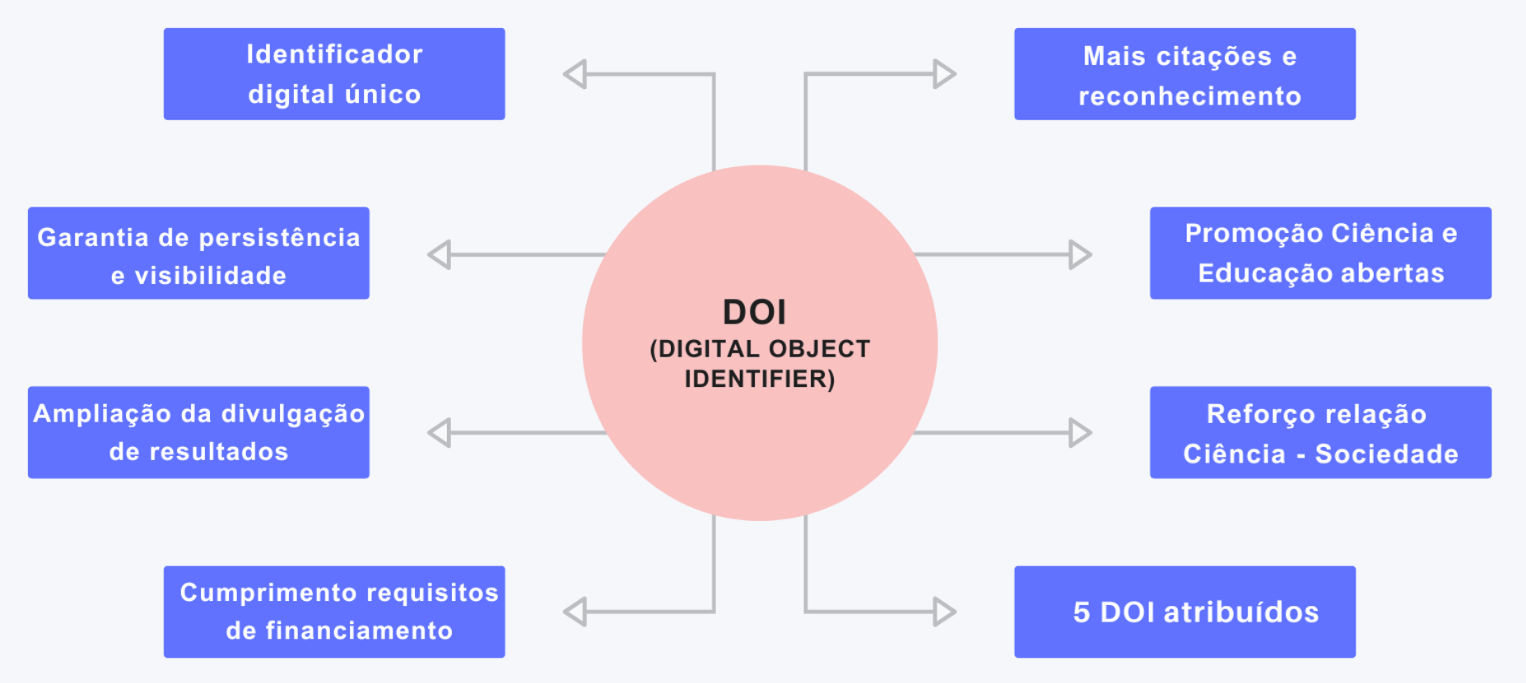 Identificador
digital único
Mais citações e
reconhecimento
Garantia de persistência
e visibilidade
Promoção Ciência e
Educação abertas
DOI
(DIGITAL OBJECT
IDENTIFIER)
Ampliação da divulgação
de resultados
Reforço relação
Ciência - Sociedade
Cumprimento requisitos
de financiamento
5 DOI atribuídos